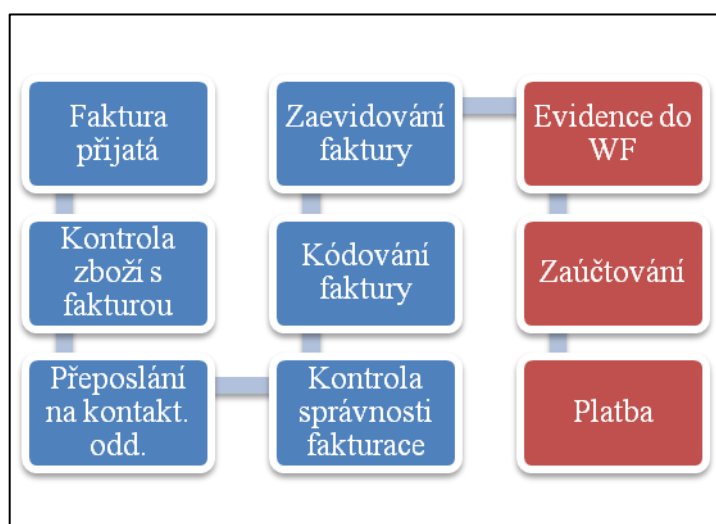 Faktura
přijatá
Kontrola
zboží s
fakturou
Přeposlání
na kontakt.
odd.
Kontrola
správnosti
fakturace
Kódování
faktury
Zaevidování
faktury
Evidence do
WF
Zaúčtování
Platba